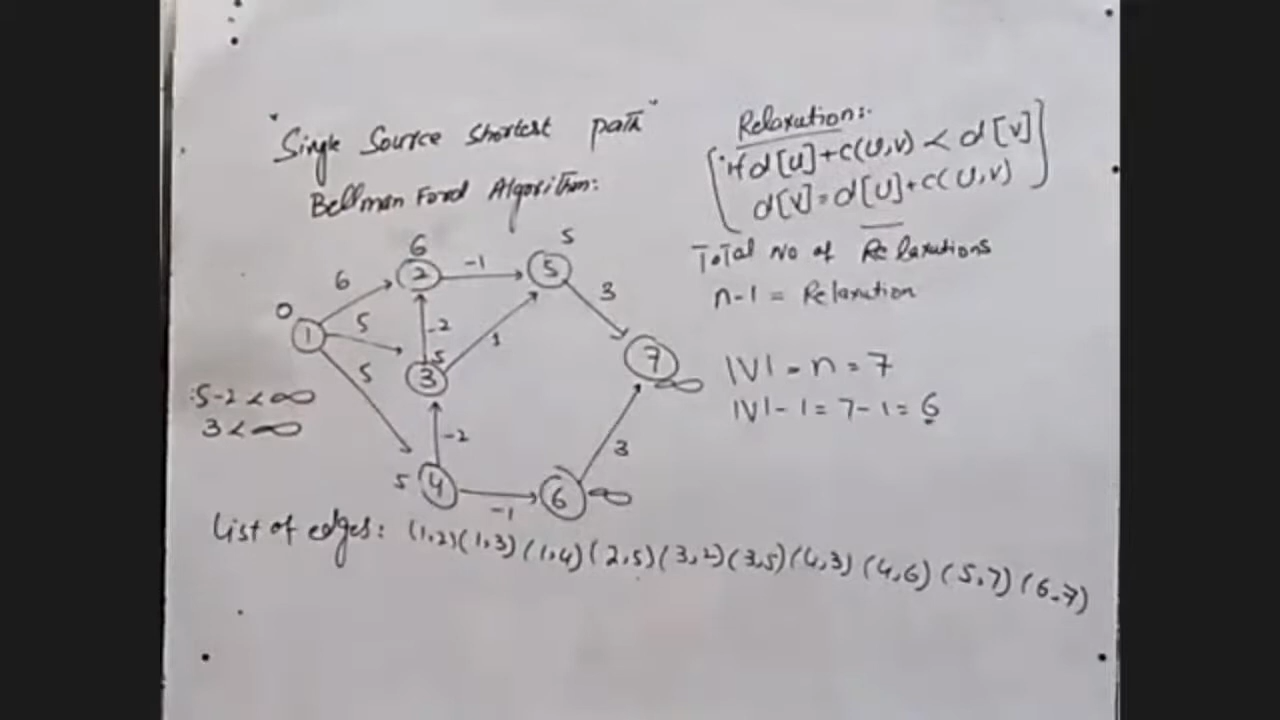 "Single Source Shortest path"
Bellman Ford Algorithm:
Relaxution:-
if d[U]+c(U,V) < d[V]
d[V]=d[U]+c(U,V)
Total No of Relaxutions
n-1 = Relaxution
|V| = n = 7
|V|-1 = 7-1 = 6
6
5
6
2
-1
5
3
0
1
5
-2
1
5
3
7
∞
5
5-2<∞
3<∞
-2
3
5
4
-1
6
∞
List of edges: (1,2)(1,3)(1,4)(2,5)(3,2)(3,5)(4,3)(4,6)(5,7)(6-7)